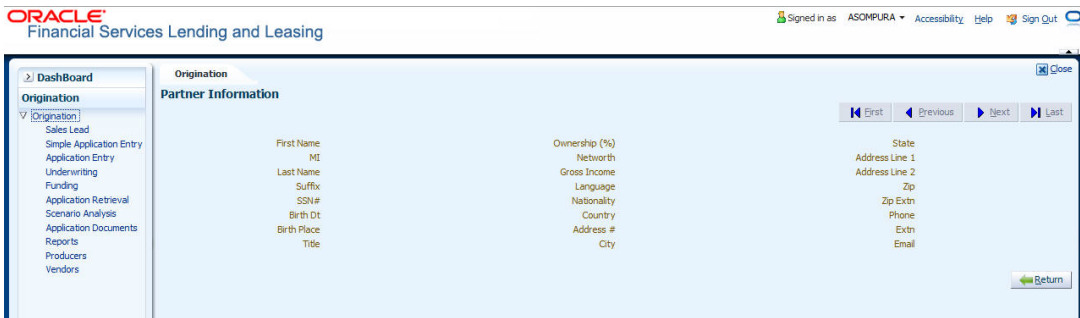 ORACLE
Financial Services Lending and Leasing
Signed in as ASOMPURA Accessibility Help Sign Out
Close
DashBoard
Origination
Origination
Sales Lead
Simple Application Entry
Application Entry
Underwriting
Funding
Application Retrieval
Scenario Analysis
Application Documents
Reports
Producers
Vendors
Origination
Partner Information
First Previous Next Last
First Name Ownership (%) State
MI Networth Address Line 1
Last Name Gross Income Address Line 2
Suffix Language Zip
SSN# Nationality Zip Extn
Birth Dt Country Phone
Birth Place Address # Extn
Title City Email
Return